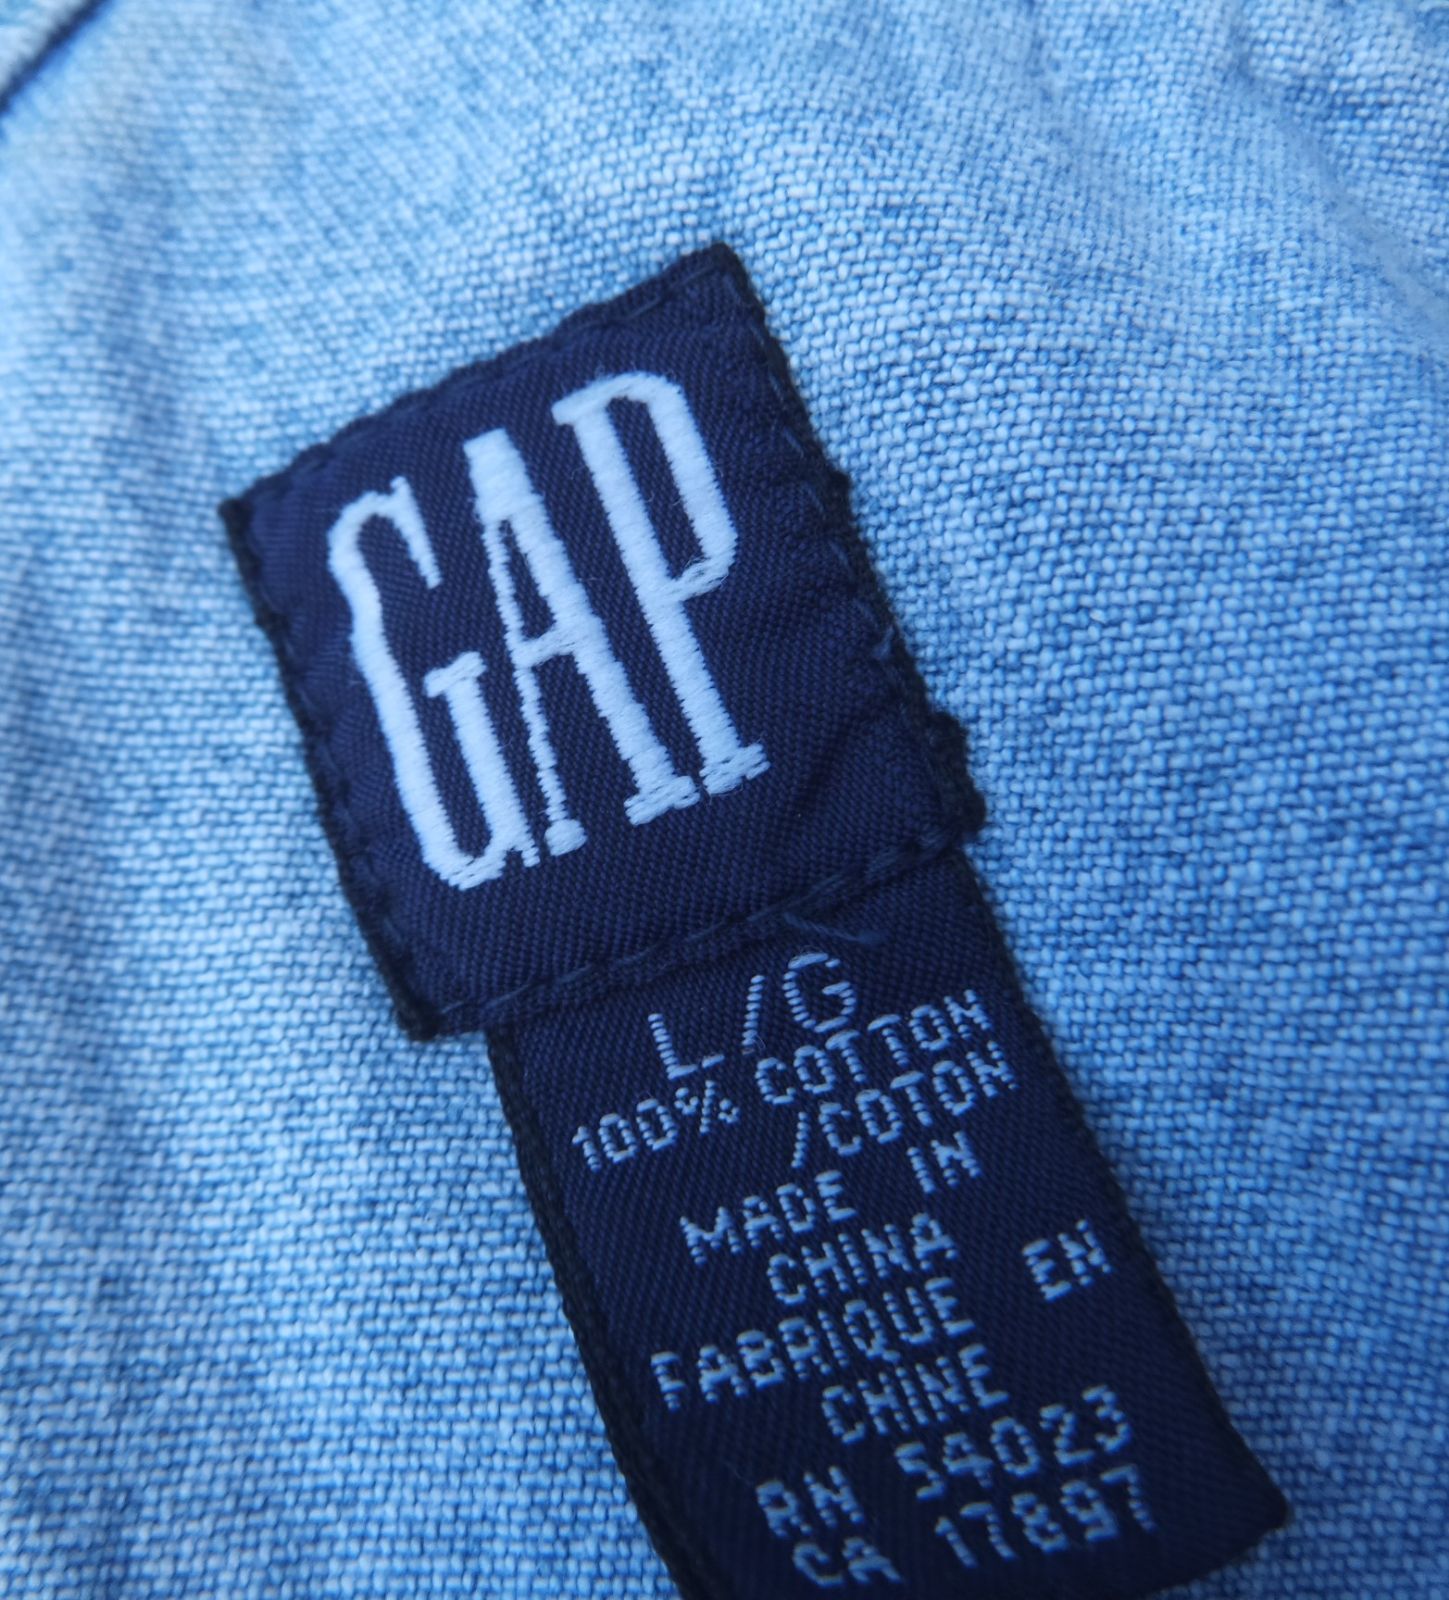 GAP
L/G
100% COTTON
/COTON
MADE IN
CHINA
FABRIQUE EN
CHINE
RN 54023
CA 17897